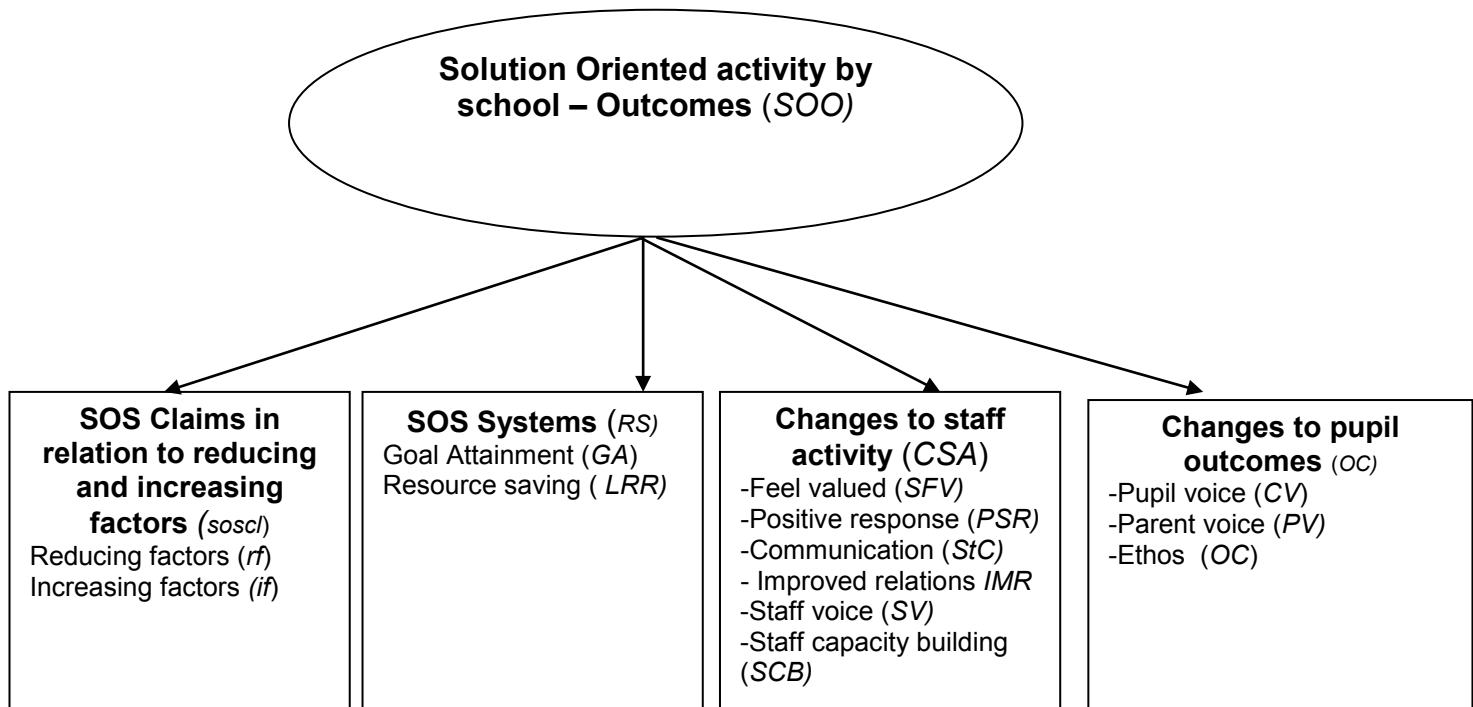 Solution Oriented activity by
school – Outcomes (SOO)
SOS Claims in
relation to reducing
and increasing
factors (soscl)
Reducing factors (rf)
Increasing factors (if)
SOS Systems (RS)
Goal Attainment (GA)
Resource saving ( LRR)
Changes to staff
activity (CSA)
-Feel valued (SFV)
-Positive response (PSR)
-Communication (StC)
- Improved relations IMR
-Staff voice (SV)
-Staff capacity building
(SCB)
Changes to pupil
outcomes (OC)
-Pupil voice (CV)
-Parent voice (PV)
-Ethos (OC)